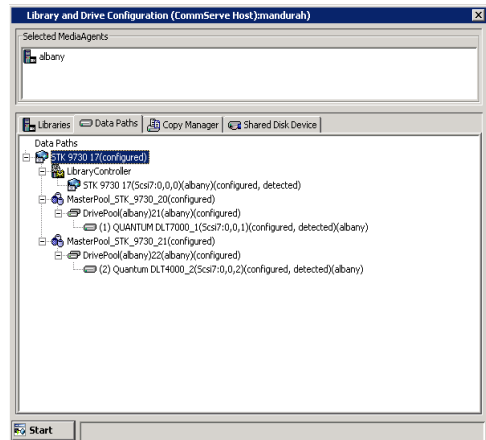 Library and Drive Configuration (CommServe Host):mandurah)
Selected MediaAgents
albany
Libraries Data Paths Copy Manager Shared Disk Device
Data Paths
STK 9730 17(configured)
LibraryController
STK 9730 17(Scsi7:0,0,0)(albany)(configured, detected)
MasterPool_STK_9730_20(configured)
DrivePool(albany)21(albany)(configured)
(1) QUANTUM DLT7000_1(Scsi7:0,0,1)(configured, detected)(albany)
MasterPool_STK_9730_21(configured)
DrivePool(albany)22(albany)(configured)
(2) Quantum DLT4000_2(Scsi7:0,0,2)(configured, detected)(albany)
Start